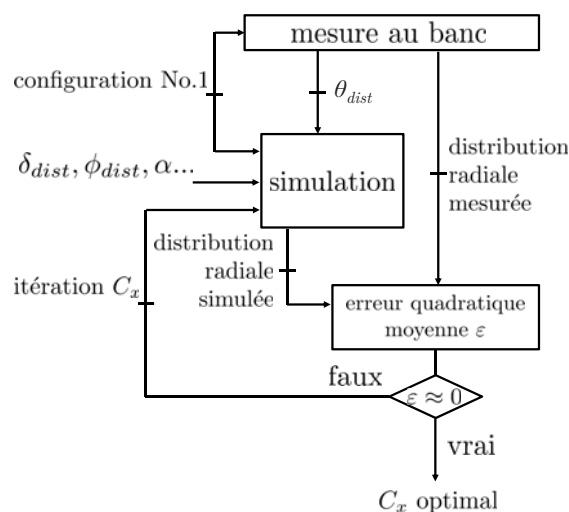 mesure au banc
configuration No.1
θ_dist
δ_dist, ϕ_dist, α...
simulation
distribution
radiale
mesurée
distribution
radiale
simulée
itération C_x
erreur quadratique
moyenne ε
faux
ε ≈ 0
vrai
C_x optimal